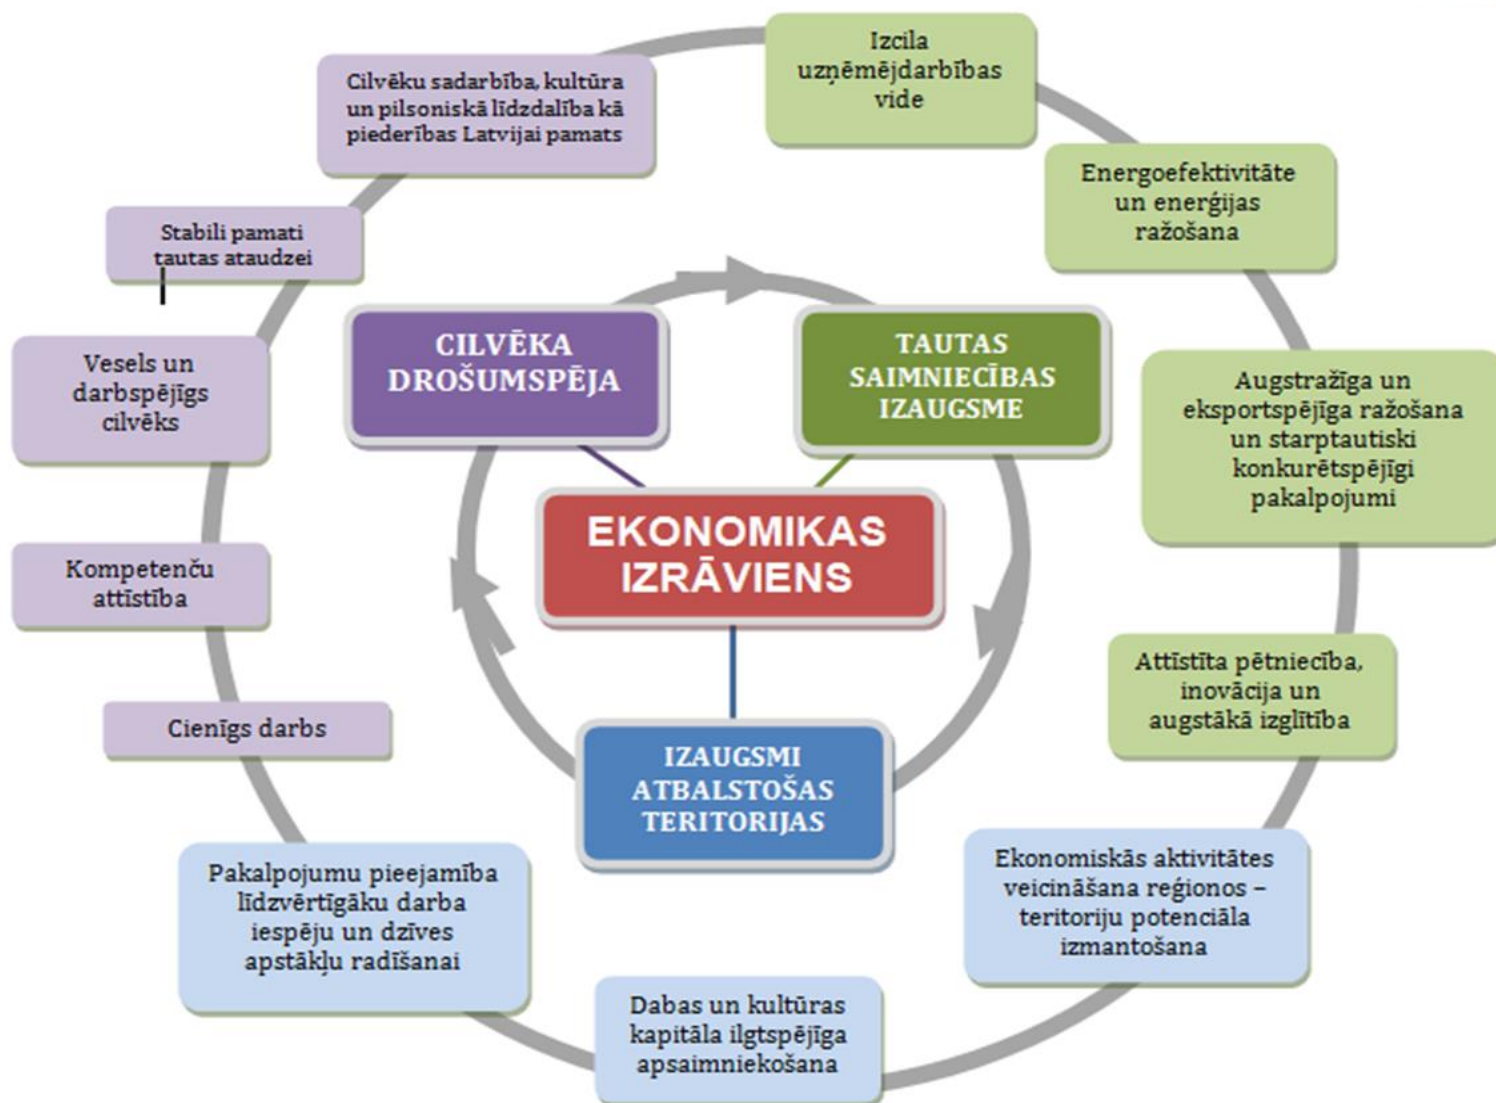 Izcila
uzņēmējdarbības
vide
Cilvēku sadarbība, kultūra
un pilsoniskā līdzdalība kā
piederības Latvijai pamats
Energoefektivitāte
un enerģijas
ražošana
Stabili pamati
tautas ataudzei
CILVĒKA
DROŠUMSPĒJA
TAUTAS
SAIMNIECĪBAS
IZAUGSME
Vesels un
darbspējīgs
cilvēks
Augstražīga un
eksportspējīga ražošana
un starptautiski
konkurētspējīgi
pakalpojumi
EKONOMIKAS
IZRĀVIENS
Kompetenču
attīstība
Attīstīta pētniecība,
inovācija un
augstākā izglītība
Cienīgs darbs
IZAUGSMI
ATBALSTOŠAS
TERITORIJAS
Pakalpojumu pieejamība
līdzvērtīgāku darba
iespēju un dzīves
apstākļu radīšanai
Ekonomiskās aktivitātes
veicināšana reģionos –
teritoriju potenciāla
izmantošana
Dabas un kultūras
kapitāla ilgtspējīga
apsaimniekošana